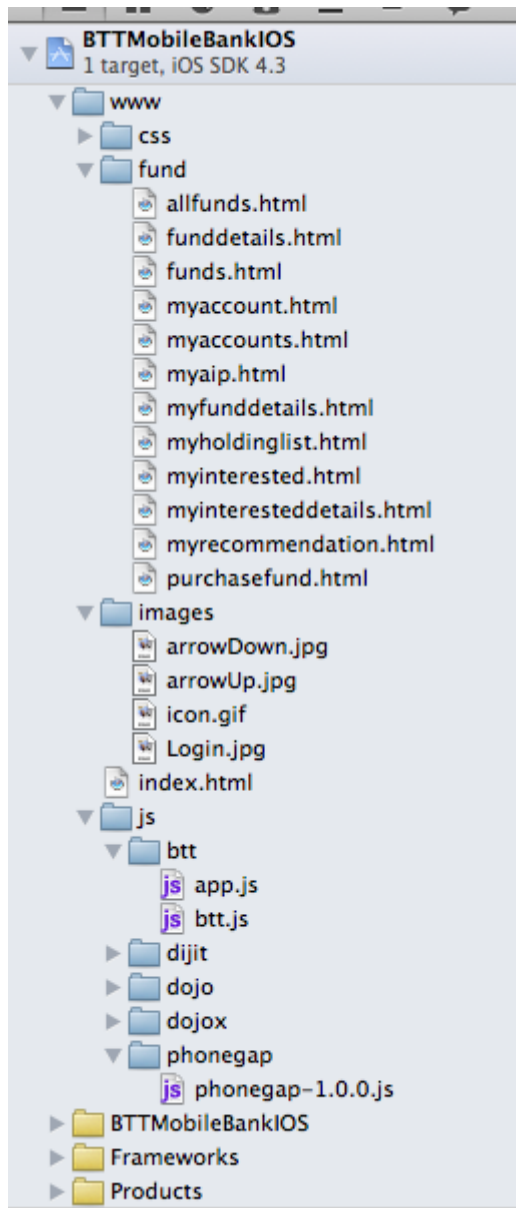 BTTMobileBankIOS
1 target, iOS SDK 4.3
www
css
fund
allfunds.html
funddetails.html
funds.html
myaccount.html
myaccounts.html
myaip.html
myfunddetails.html
myholdinglist.html
myinterested.html
myinteresteddetails.html
myrecommendation.html
purchasefund.html
images
arrowDown.jpg
arrowUp.jpg
icon.gif
Login.jpg
index.html
js
btt
js app.js
js btt.js
dijit
dojo
dojox
phonegap
js phonegap-1.0.0.js
BTTMobileBankIOS
Frameworks
Products